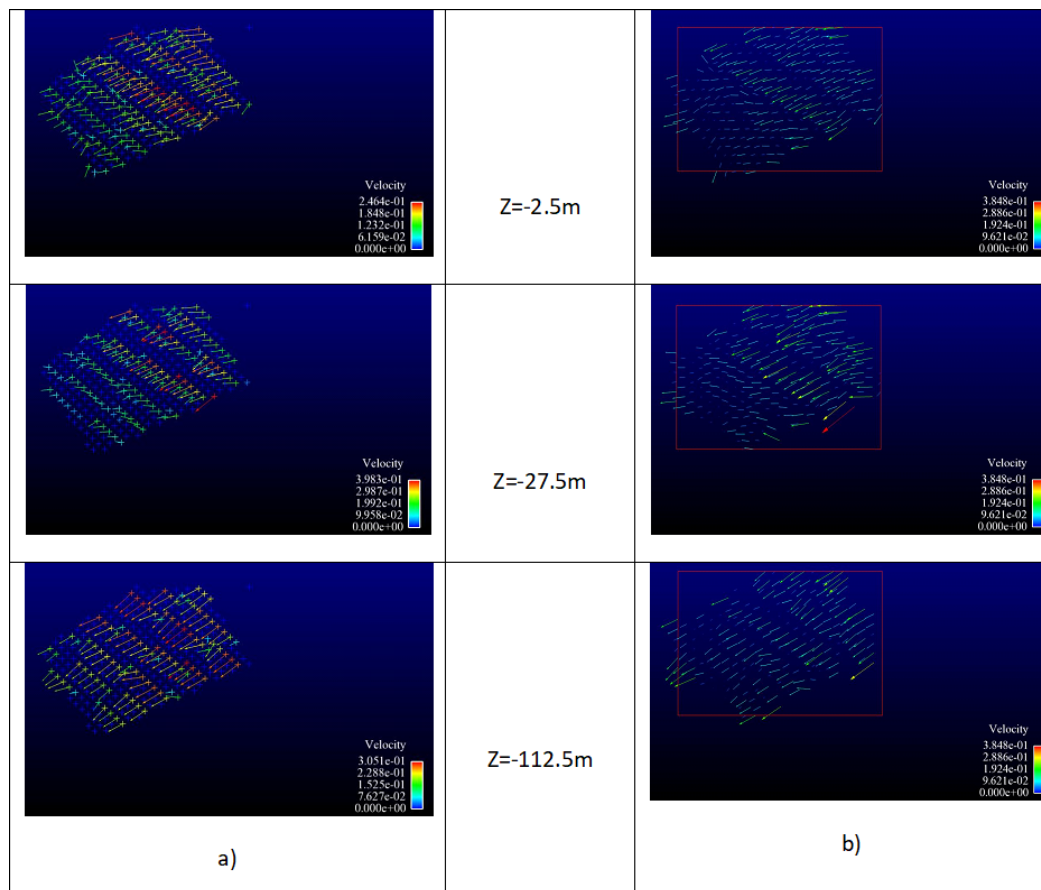 Velocity
2.464e-01
1.848e-01
1.232e-01
6.159e-02
0.000e+00
Z=-2.5m
Velocity
3.848e-01
2.886e-01
1.924e-01
9.621e-02
0.000e+00
Velocity
3.983e-01
2.987e-01
1.992e-01
9.958e-02
0.000e+00
Z=-27.5m
Velocity
3.848e-01
2.886e-01
1.924e-01
9.621e-02
0.000e+00
Velocity
3.051e-01
2.288e-01
1.525e-01
7.627e-02
0.000e+00
Z=-112.5m
Velocity
3.848e-01
2.886e-01
1.924e-01
9.621e-02
0.000e+00
a)
b)